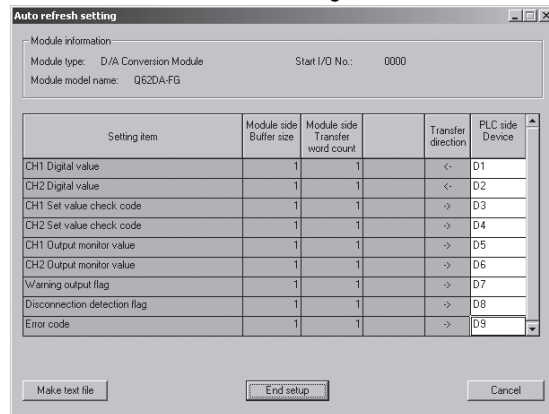 Auto refresh setting
Module information
Module type: D/A Conversion Module Start I/O No.: 0000
Module model name: Q62DA-FG
Setting item Module side Buffer size Module side Transfer word count Transfer direction PLC side Device
CH1 Digital value 1 1 <- D1
CH2 Digital value 1 1 <- D2
CH1 Set value check code 1 1 -> D3
CH2 Set value check code 1 1 -> D4
CH1 Output monitor value 1 1 -> D5
CH2 Output monitor value 1 1 -> D6
Warning output flag 1 1 -> D7
Disconnection detection flag 1 1 -> D8
Error code 1 1 -> D9
Make text file End setup Cancel